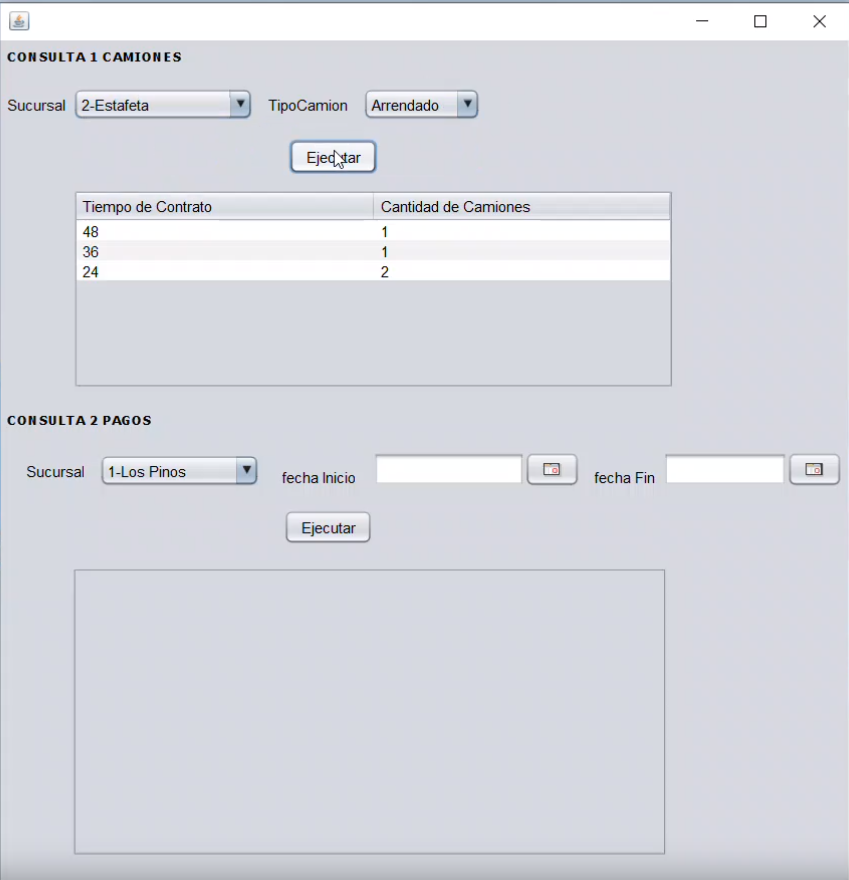 CONSULTA 1 CAMIONES
Sucursal 2-Estafeta TipoCamion Arrendado
Ejecutar
Tiempo de Contrato Cantidad de Camiones
48 1
36 1
24 2
CONSULTA 2 PAGOS
Sucursal 1-Los Pinos fecha Inicio fecha Fin
Ejecutar